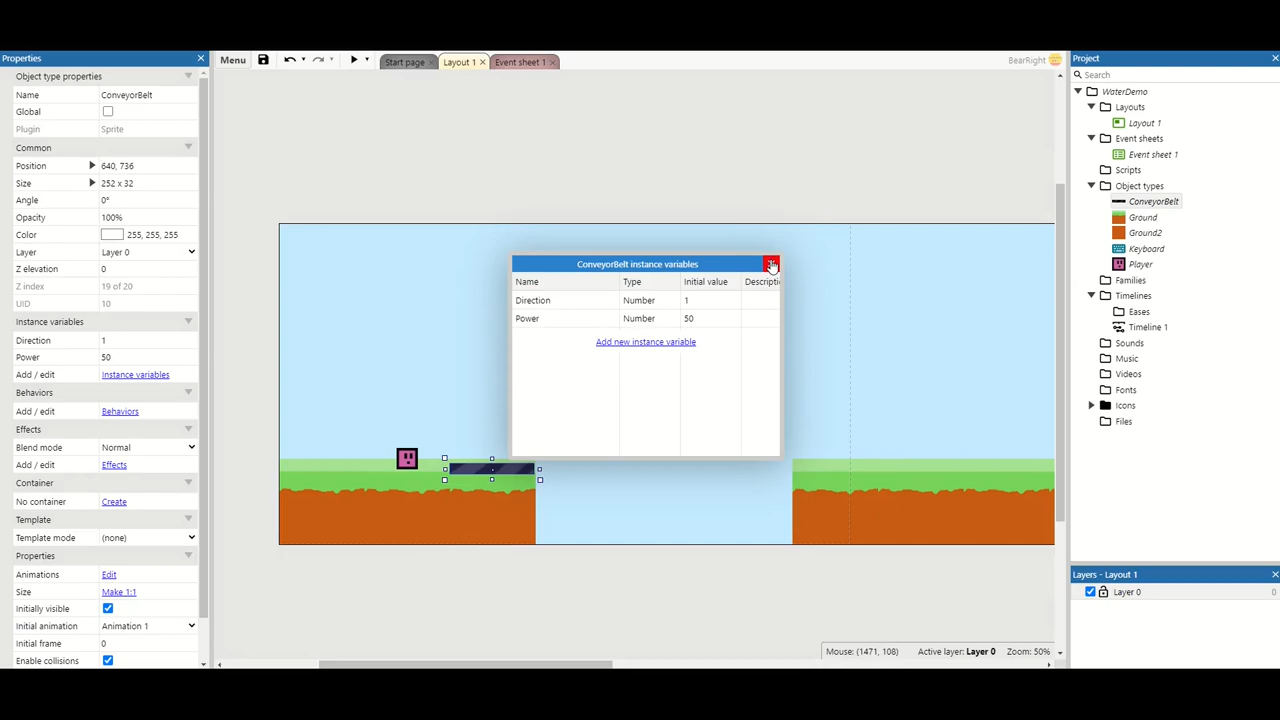 Properties
Object type properties
Name ConveyorBelt
Global
Plugin Sprite
Common
Position 640, 736
Size 252 x 32
Angle 0°
Opacity 100%
Color 255, 255, 255
Layer Layer 0
Z elevation 0
Z index 19 of 20
UID 10
Instance variables
Direction 1
Power 50
Add / edit Instance variables
Behaviors
Add / edit Behaviors
Effects
Blend mode Normal
Add / edit Effects
Container
No container Create
Template
Template mode (none)
Properties
Animations Edit
Size Make 1:1
Initially visible
Initial animation Animation 1
Initial frame 0
Enable collisions
Menu
Start page
Layout 1
Event sheet 1
BearRight
ConveyorBelt instance variables
Name Type Initial value Descripti
Direction Number 1
Power Number 50
Add new instance variable
Mouse: (1471, 108) Active layer: Layer 0 Zoom: 50%
Project
Search
WaterDemo
Layouts
Layout 1
Event sheets
Event sheet 1
Scripts
Object types
ConveyorBelt
Ground
Ground2
Keyboard
Player
Families
Timelines
Eases
Timeline 1
Sounds
Music
Videos
Fonts
Icons
Files
Layers - Layout 1
Layer 0 0